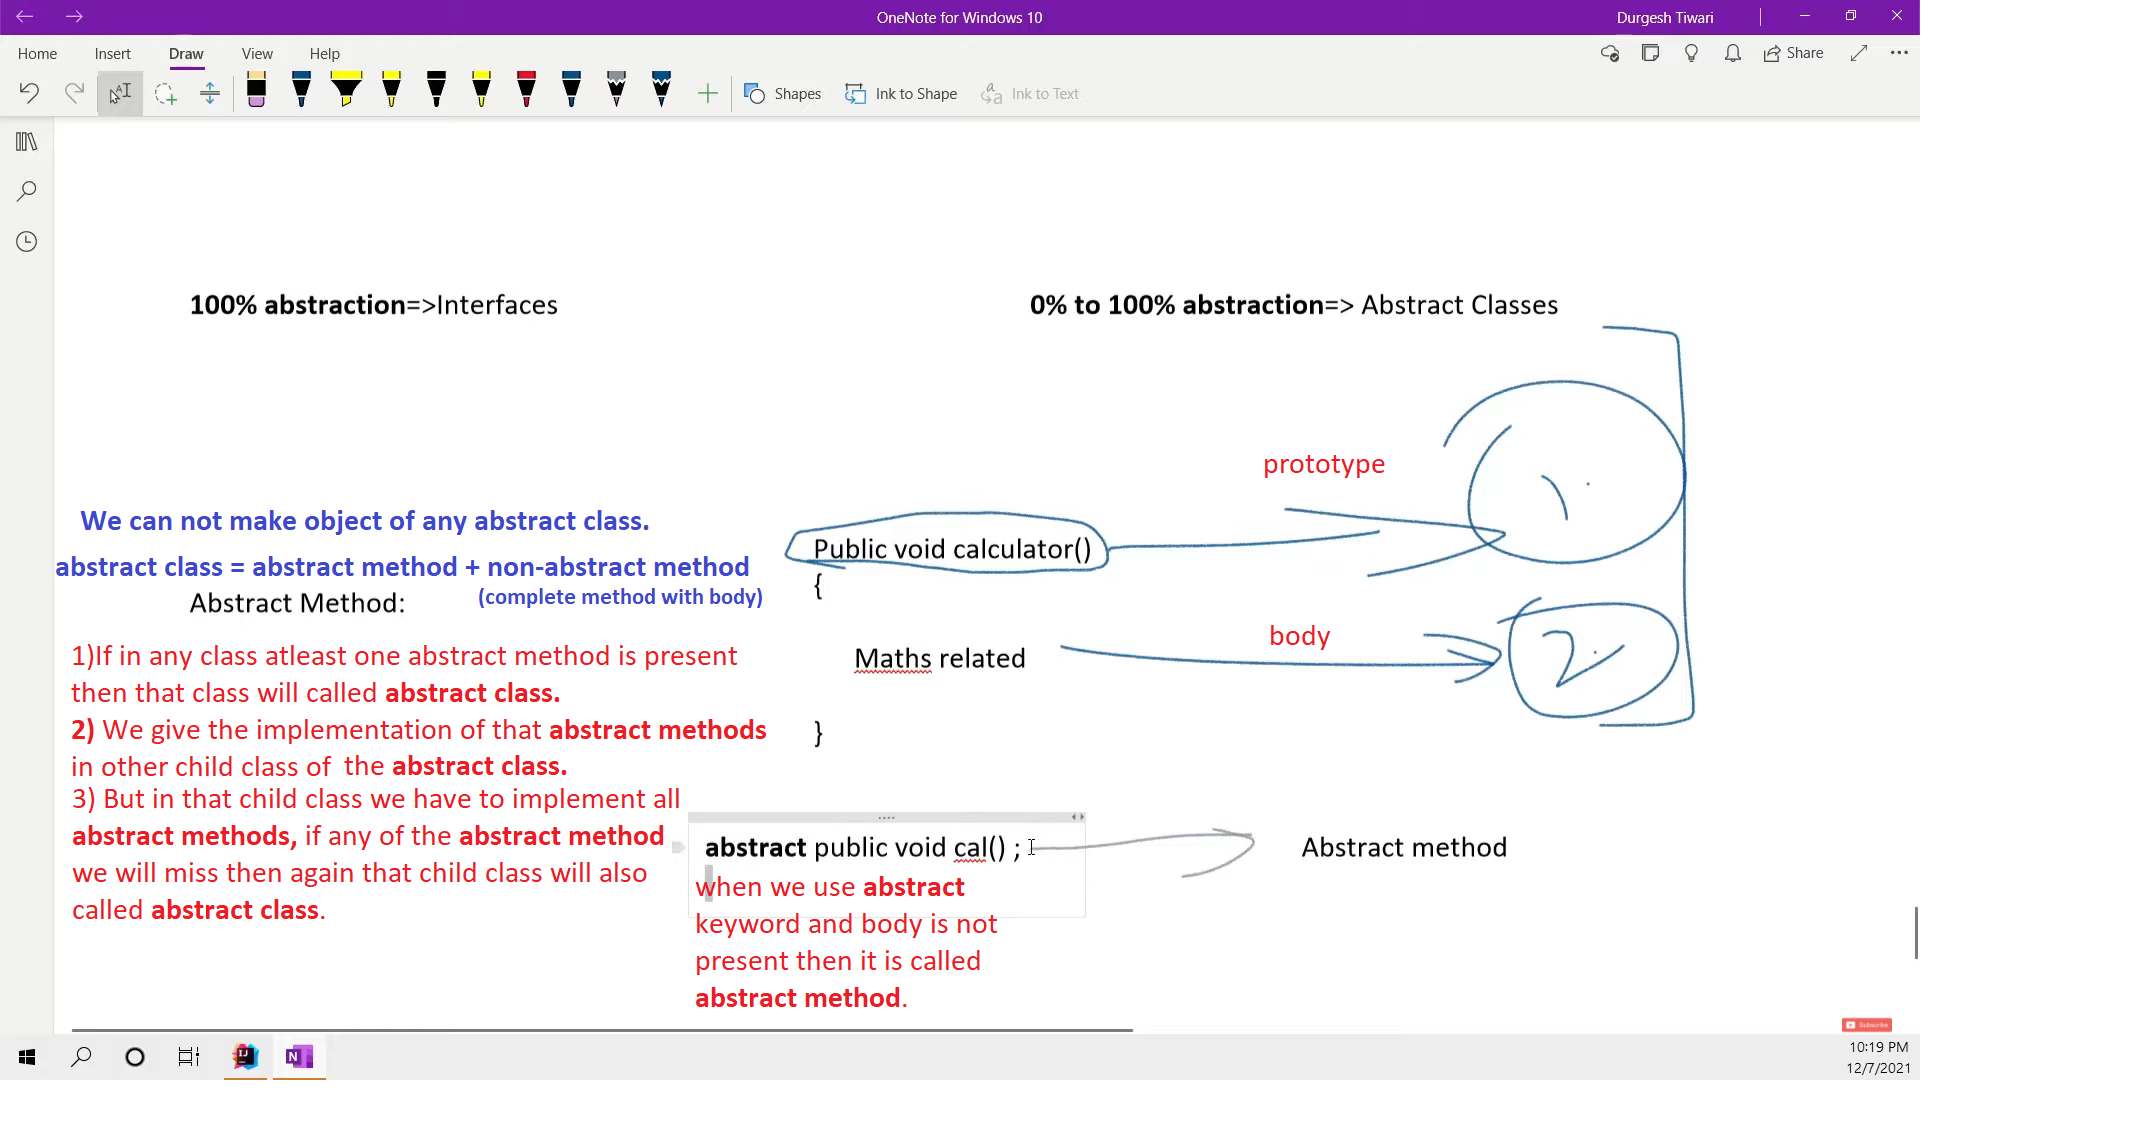 OneNote for Windows 10
Durgesh Tiwari
Home Insert Draw View Help
Share
Shapes Ink to Shape Ink to Text
100% abstraction=>Interfaces
0% to 100% abstraction=> Abstract Classes
prototype
1
We can not make object of any abstract class.
Public void calculator()
abstract class = abstract method + non-abstract method
{
(complete method with body)
Abstract Method:
body
2
1)If in any class atleast one abstract method is present
Maths related
then that class will called abstract class.
2) We give the implementation of that abstract methods
}
in other child class of the abstract class.
3) But in that child class we have to implement all
abstract methods, if any of the abstract method
abstract public void cal() ;
Abstract method
we will miss then again that child class will also
called abstract class.
when we use abstract
keyword and body is not
present then it is called
abstract method.
Subscribe
10:19 PM
12/7/2021